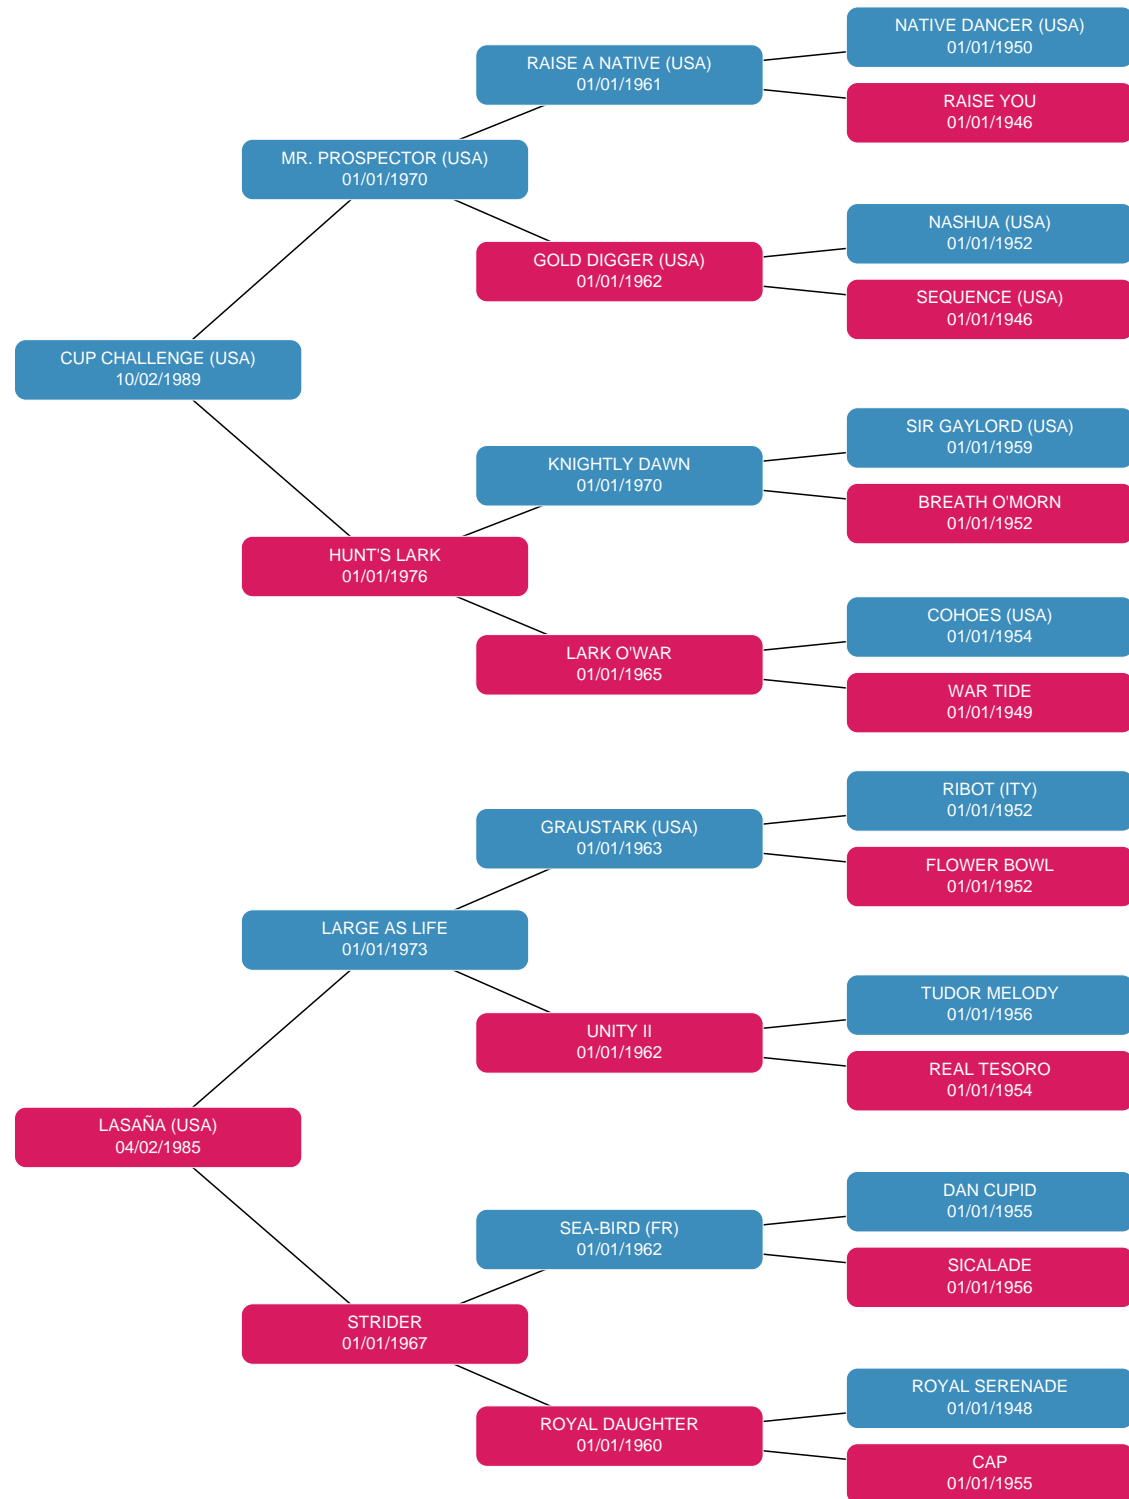 NATIVE DANCER (USA)
01/01/1950
RAISE A NATIVE (USA)
01/01/1961
RAISE YOU
01/01/1946
MR. PROSPECTOR (USA)
01/01/1970
NASHUA (USA)
01/01/1952
GOLD DIGGER (USA)
01/01/1962
SEQUENCE (USA)
01/01/1946
CUP CHALLENGE (USA)
10/02/1989
SIR GAYLORD (USA)
01/01/1959
KNIGHTLY DAWN
01/01/1970
BREATH O'MORN
01/01/1952
HUNT'S LARK
01/01/1976
COHOES (USA)
01/01/1954
LARK O'WAR
01/01/1965
WAR TIDE
01/01/1949
RIBOT (ITY)
01/01/1952
GRAUSTARK (USA)
01/01/1963
FLOWER BOWL
01/01/1952
LARGE AS LIFE
01/01/1973
TUDOR MELODY
01/01/1956
UNITY II
01/01/1962
REAL TESORO
01/01/1954
LASAÑA (USA)
04/02/1985
DAN CUPID
01/01/1955
SEA-BIRD (FR)
01/01/1962
SICALADE
01/01/1956
STRIDER
01/01/1967
ROYAL SERENADE
01/01/1948
ROYAL DAUGHTER
01/01/1960
CAP
01/01/1955